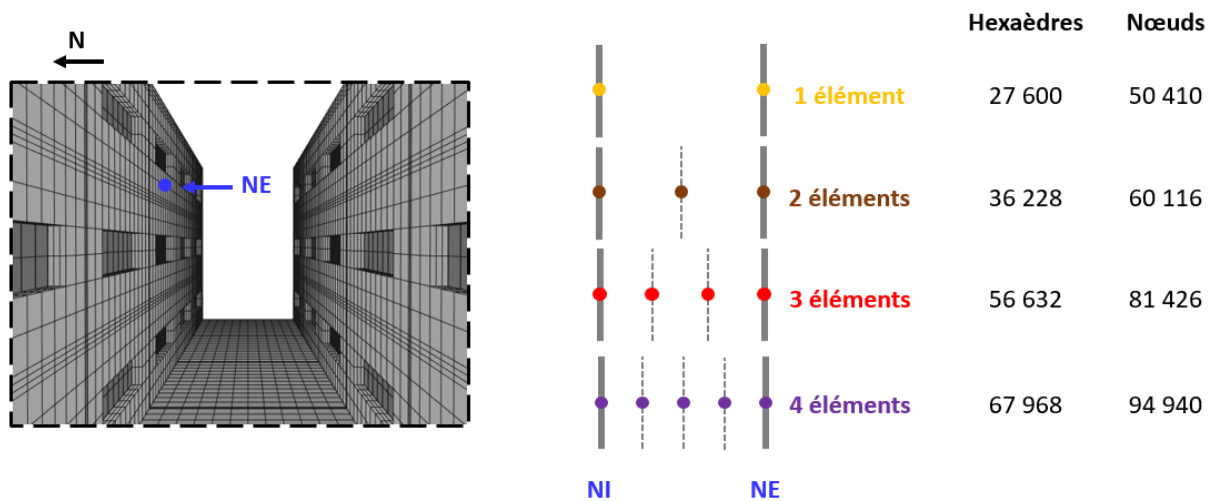 Hexaèdres Nœuds
N
1 élément 27 600 50 410
NE
2 éléments 36 228 60 116
3 éléments 56 632 81 426
4 éléments 67 968 94 940
NI NE